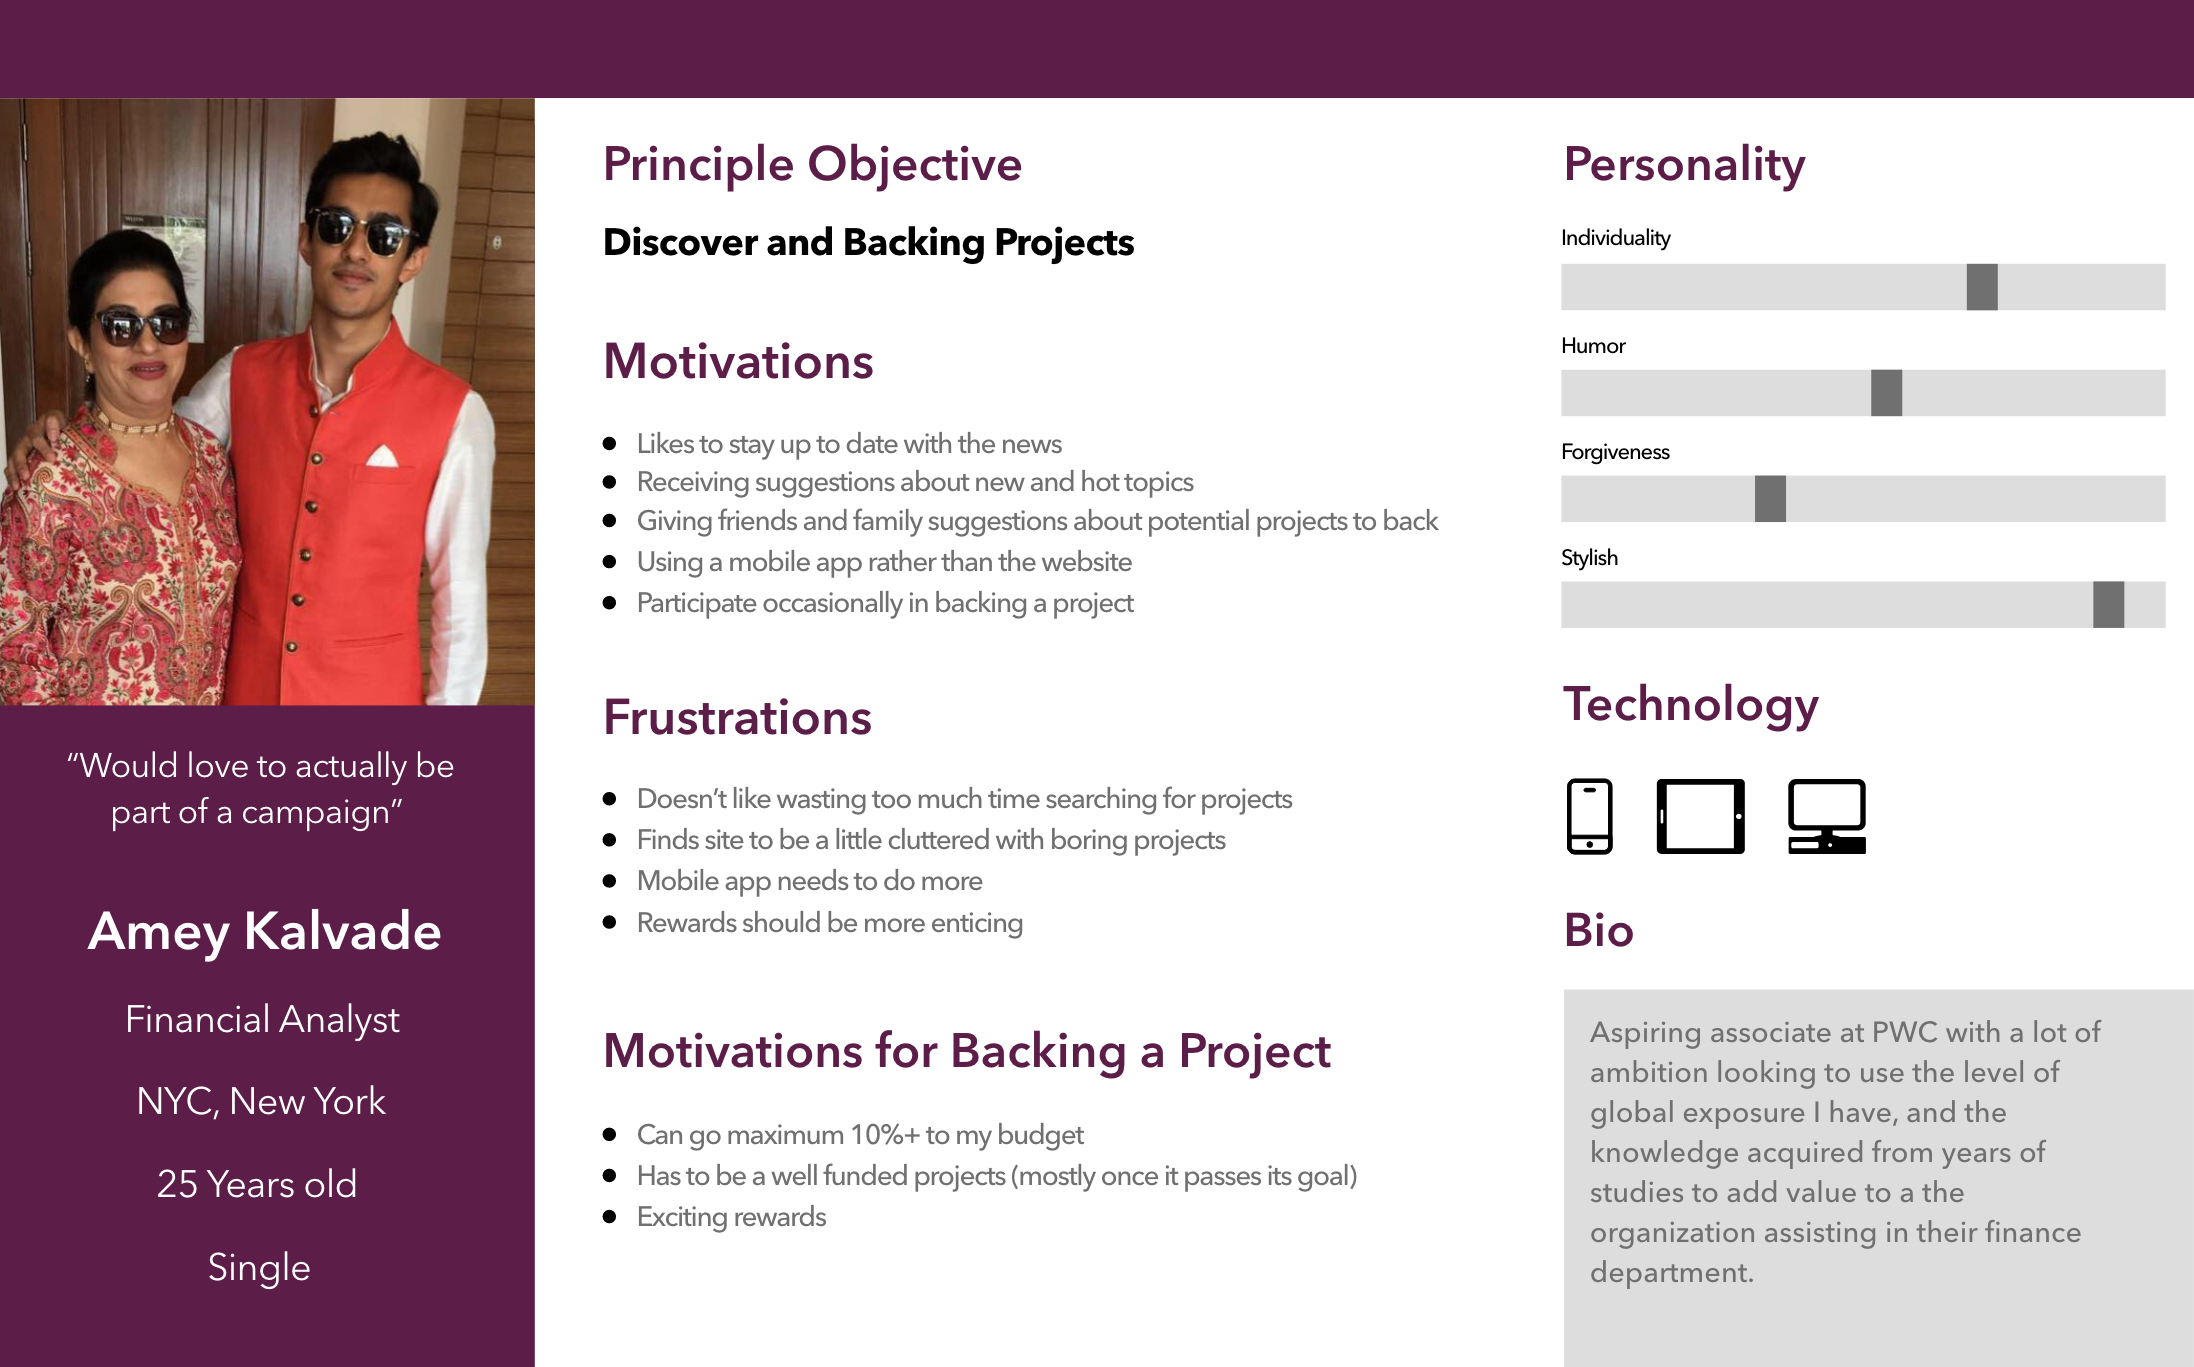 “Would love to actually be
part of a campaign”
Amey Kalvade
Financial Analyst
NYC, New York
25 Years old
Single
Principle Objective
Discover and Backing Projects
Motivations
Likes to stay up to date with the news
Receiving suggestions about new and hot topics
Giving friends and family suggestions about potential projects to back
Using a mobile app rather than the website
Participate occasionally in backing a project
Frustrations
Doesn’t like wasting too much time searching for projects
Finds site to be a little cluttered with boring projects
Mobile app needs to do more
Rewards should be more enticing
Motivations for Backing a Project
Can go maximum 10%+ to my budget
Has to be a well funded projects (mostly once it passes its goal)
Exciting rewards
Personality
Individuality
Humor
Forgiveness
Stylish
Technology
Bio
Aspiring associate at PWC with a lot of
ambition looking to use the level of
global exposure I have, and the
knowledge acquired from years of
studies to add value to a the
organization assisting in their finance
department.